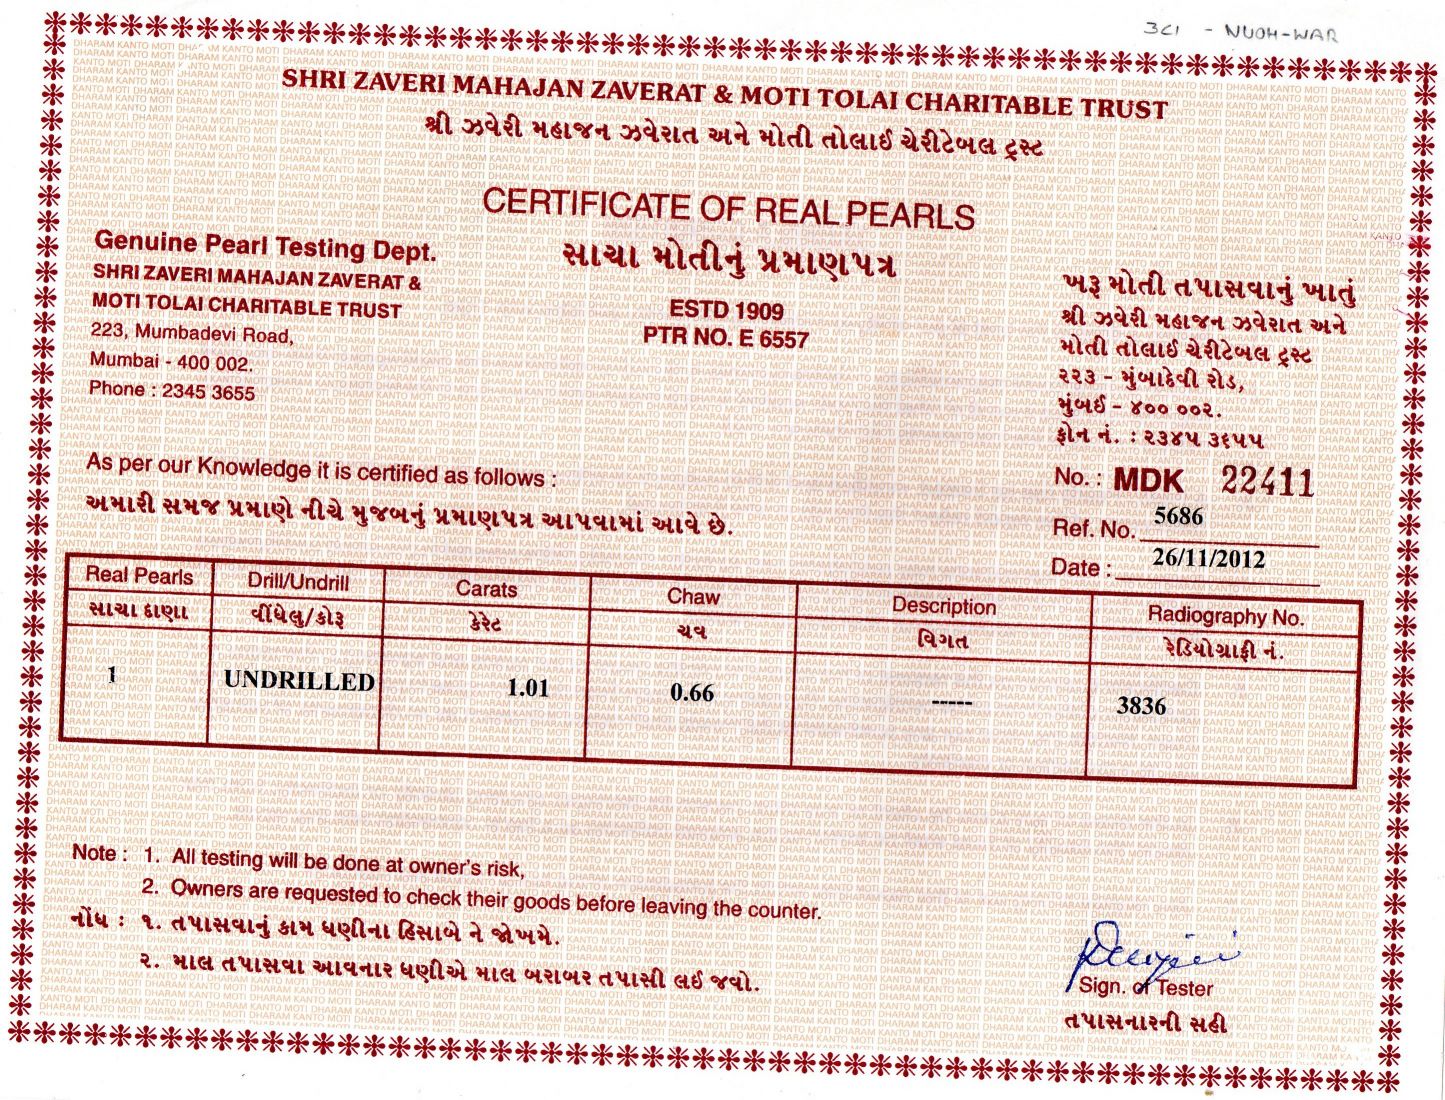 3CI - NUOH-WAR
SHRI ZAVERI MAHAJAN ZAVERAT & MOTI TOLAI CHARITABLE TRUST
શ્રી ઝવેરી મહાજન ઝવેરાત અને મોતી તોલાઈ ચેરીટેબલ ટ્રસ્ટ
CERTIFICATE OF REAL PEARLS
સાચા મોતીનું પ્રમાણપત્ર
ESTD 1909
PTR NO. E 6557
Genuine Pearl Testing Dept.
SHRI ZAVERI MAHAJAN ZAVERAT &
MOTI TOLAI CHARITABLE TRUST
223, Mumbadevi Road,
Mumbai - 400 002.
Phone : 2345 3655
ખરૂ મોતી તપાસવાનું ખાતું
શ્રી ઝવેરી મહાજન ઝવેરાત અને
મોતી તોલાઈ ચેરીટેબલ ટ્રસ્ટ
૨૨૩ - મુંબાદેવી રોડ,
મુંબઈ - ૪૦૦ ૦૦૨.
ફોન નં. : ૨૩૪૫ ૩૬૫૫
As per our Knowledge it is certified as follows :
અમારી સમજ પ્રમાણે નીચે મુજબનું પ્રમાણપત્ર આપવામાં આવે છે.
No. : MDK 22411
Ref. No. 5686
Date : 26/11/2012
Real Pearls Drill/Undrill Carats Chaw Description Radiography No.
સાચા દાણા વીંધેલુ/કોરૂ કેરેટ ચવ વિગત રેડિયોગ્રાફી નં.
1 UNDRILLED 1.01 0.66 ----- 3836
Note : 1. All testing will be done at owner's risk,
2. Owners are requested to check their goods before leaving the counter.
નોંધ : ૧. તપાસવાનું કામ ધણીના હિસાબે ને જોખમે.
૨. માલ તપાસવા આવનાર ધણીએ માલ બરાબર તપાસી લઈ જવો.
Sign. of Tester
તપાસનારની સહી